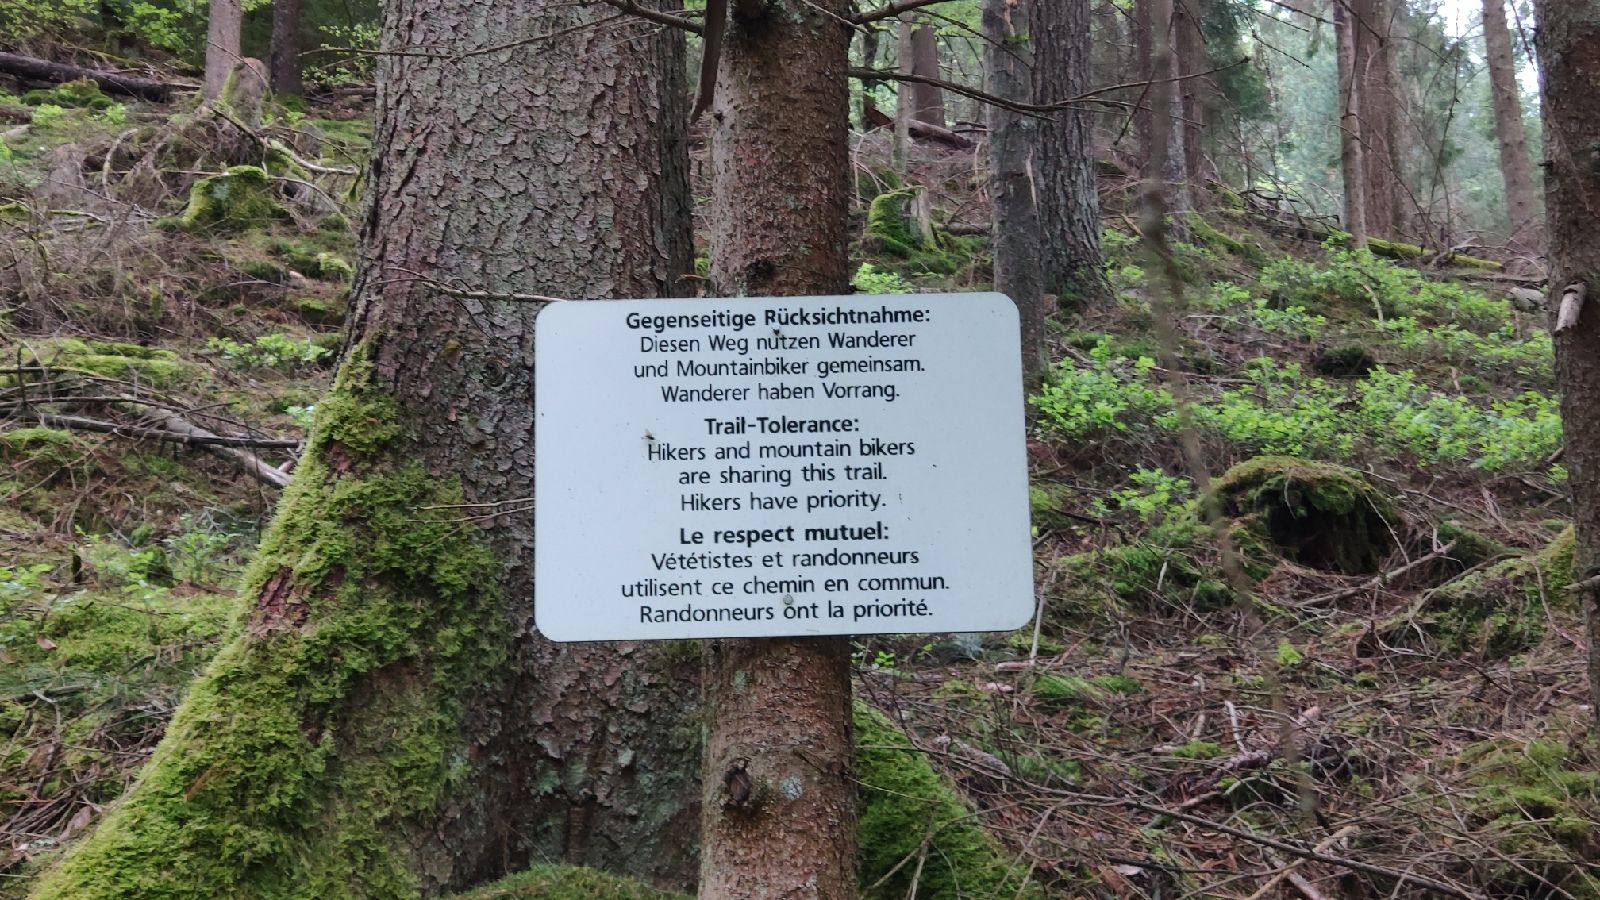 Gegenseitige Rücksichtnahme:
Diesen Weg nutzen Wanderer
und Mountainbiker gemeinsam.
Wanderer haben Vorrang.
Trail-Tolerance:
Hikers and mountain bikers
are sharing this trail.
Hikers have priority.
Le respect mutuel:
Vététistes et randonneurs
utilisent ce chemin en commun.
Randonneurs ont la priorité.